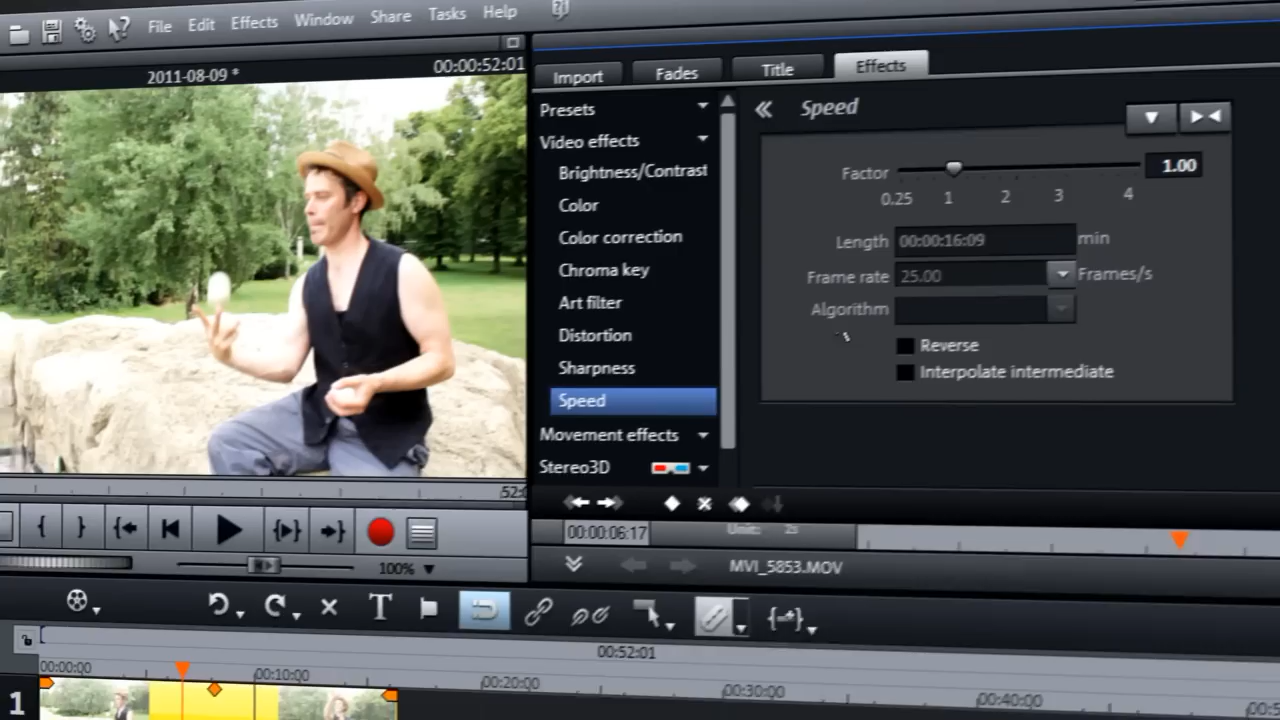 File Edit Effects Window Share Tasks Help
2011-08-09 * 00:00:52:01
Import Fades Title Effects
Presets
Video effects
Brightness/Contrast
Color
Color correction
Chroma key
Art filter
Distortion
Sharpness
Speed
Movement effects
Stereo3D
Speed
Factor 1.00
0.25 1 2 3 4
Length 00:00:16:09 min
Frame rate 25.00 Frames/s
Algorithm
Reverse
Interpolate intermediate
52:
100%
00:00:06:17 Unit: 2s
MVI_5853.MOV
T
00:52:01
00:00:00 00:10:00 00:20:00 00:30:00 00:40:00
1